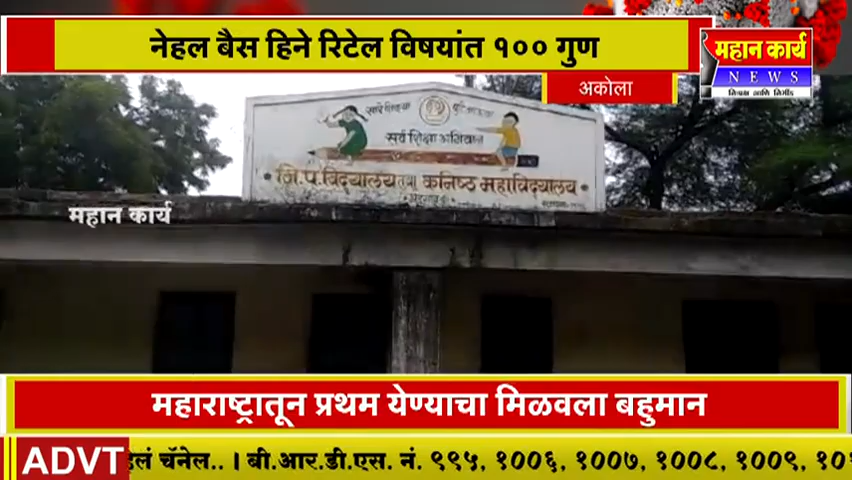 नेहल बैस हिने रिटेल विषयांत १०० गुण
महान कार्य
NEWS
अकोला
सर्व शिक्षा अभियान
जि.प.विद्यालय तथा कनिष्ठ महाविद्यालय
महान कार्य
महाराष्ट्रातून प्रथम येण्याचा मिळवला बहुमान
ADVT
हिलं चॅनेल.. । बी.आर.डी.एस. नं. ९९५, १००६, १००७, १००८, १००९,